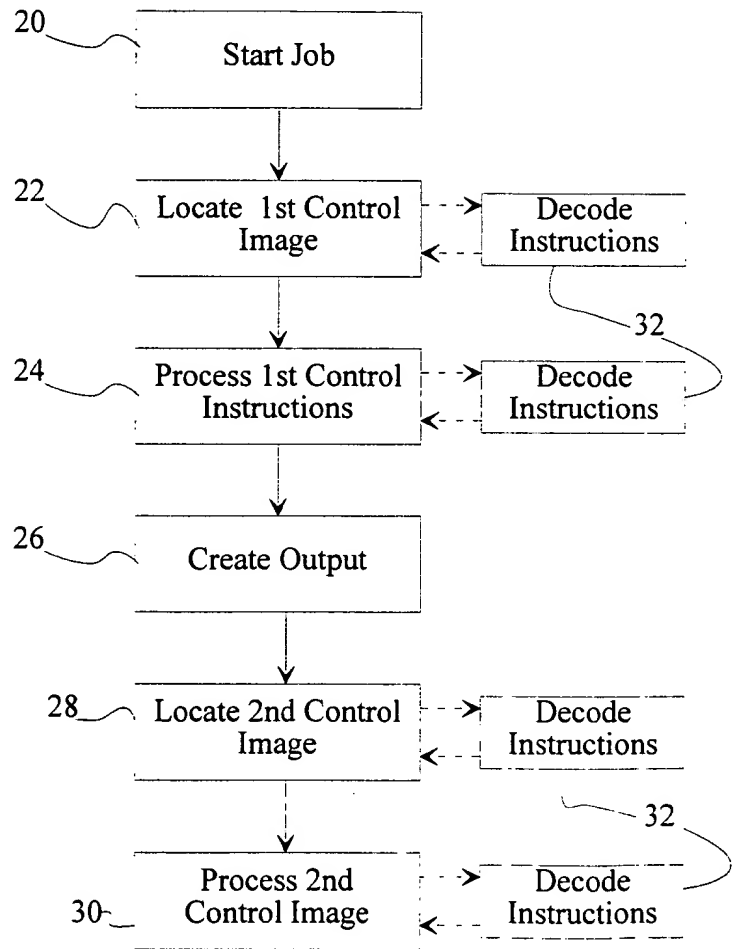 20
Start Job
22
Locate 1st Control
Image
Decode
Instructions
32
24
Process 1st Control
Instructions
Decode
Instructions
26
Create Output
28
Locate 2nd Control
Image
Decode
Instructions
32
30
Process 2nd
Control Image
Decode
Instructions